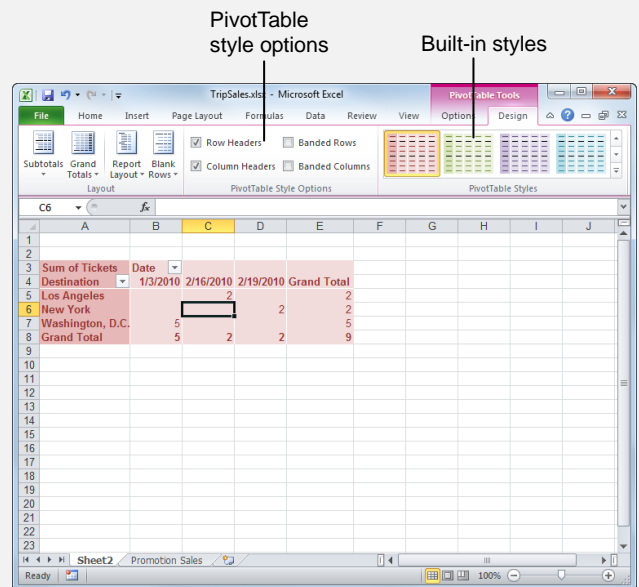 PivotTable
style options
Built-in styles
TripSales.xlsx - Microsoft Excel
PivotTable Tools
File Home Insert Page Layout Formulas Data Review View Options Design
Subtotals
Grand Totals
Report Layout
Blank Rows
Row Headers
Banded Rows
Column Headers
Banded Columns
Layout
PivotTable Style Options
PivotTable Styles
C6 fx
A B C D E F G H I J
1
2
3 Sum of Tickets Date
4 Destination 1/3/2010 2/16/2010 2/19/2010 Grand Total
5 Los Angeles 2 2
6 New York 2 2
7 Washington, D.C. 5 5
8 Grand Total 5 2 2 9
9
10
11
12
13
14
15
16
17
18
19
20
21
22
23
Sheet2 Promotion Sales
Ready 100%